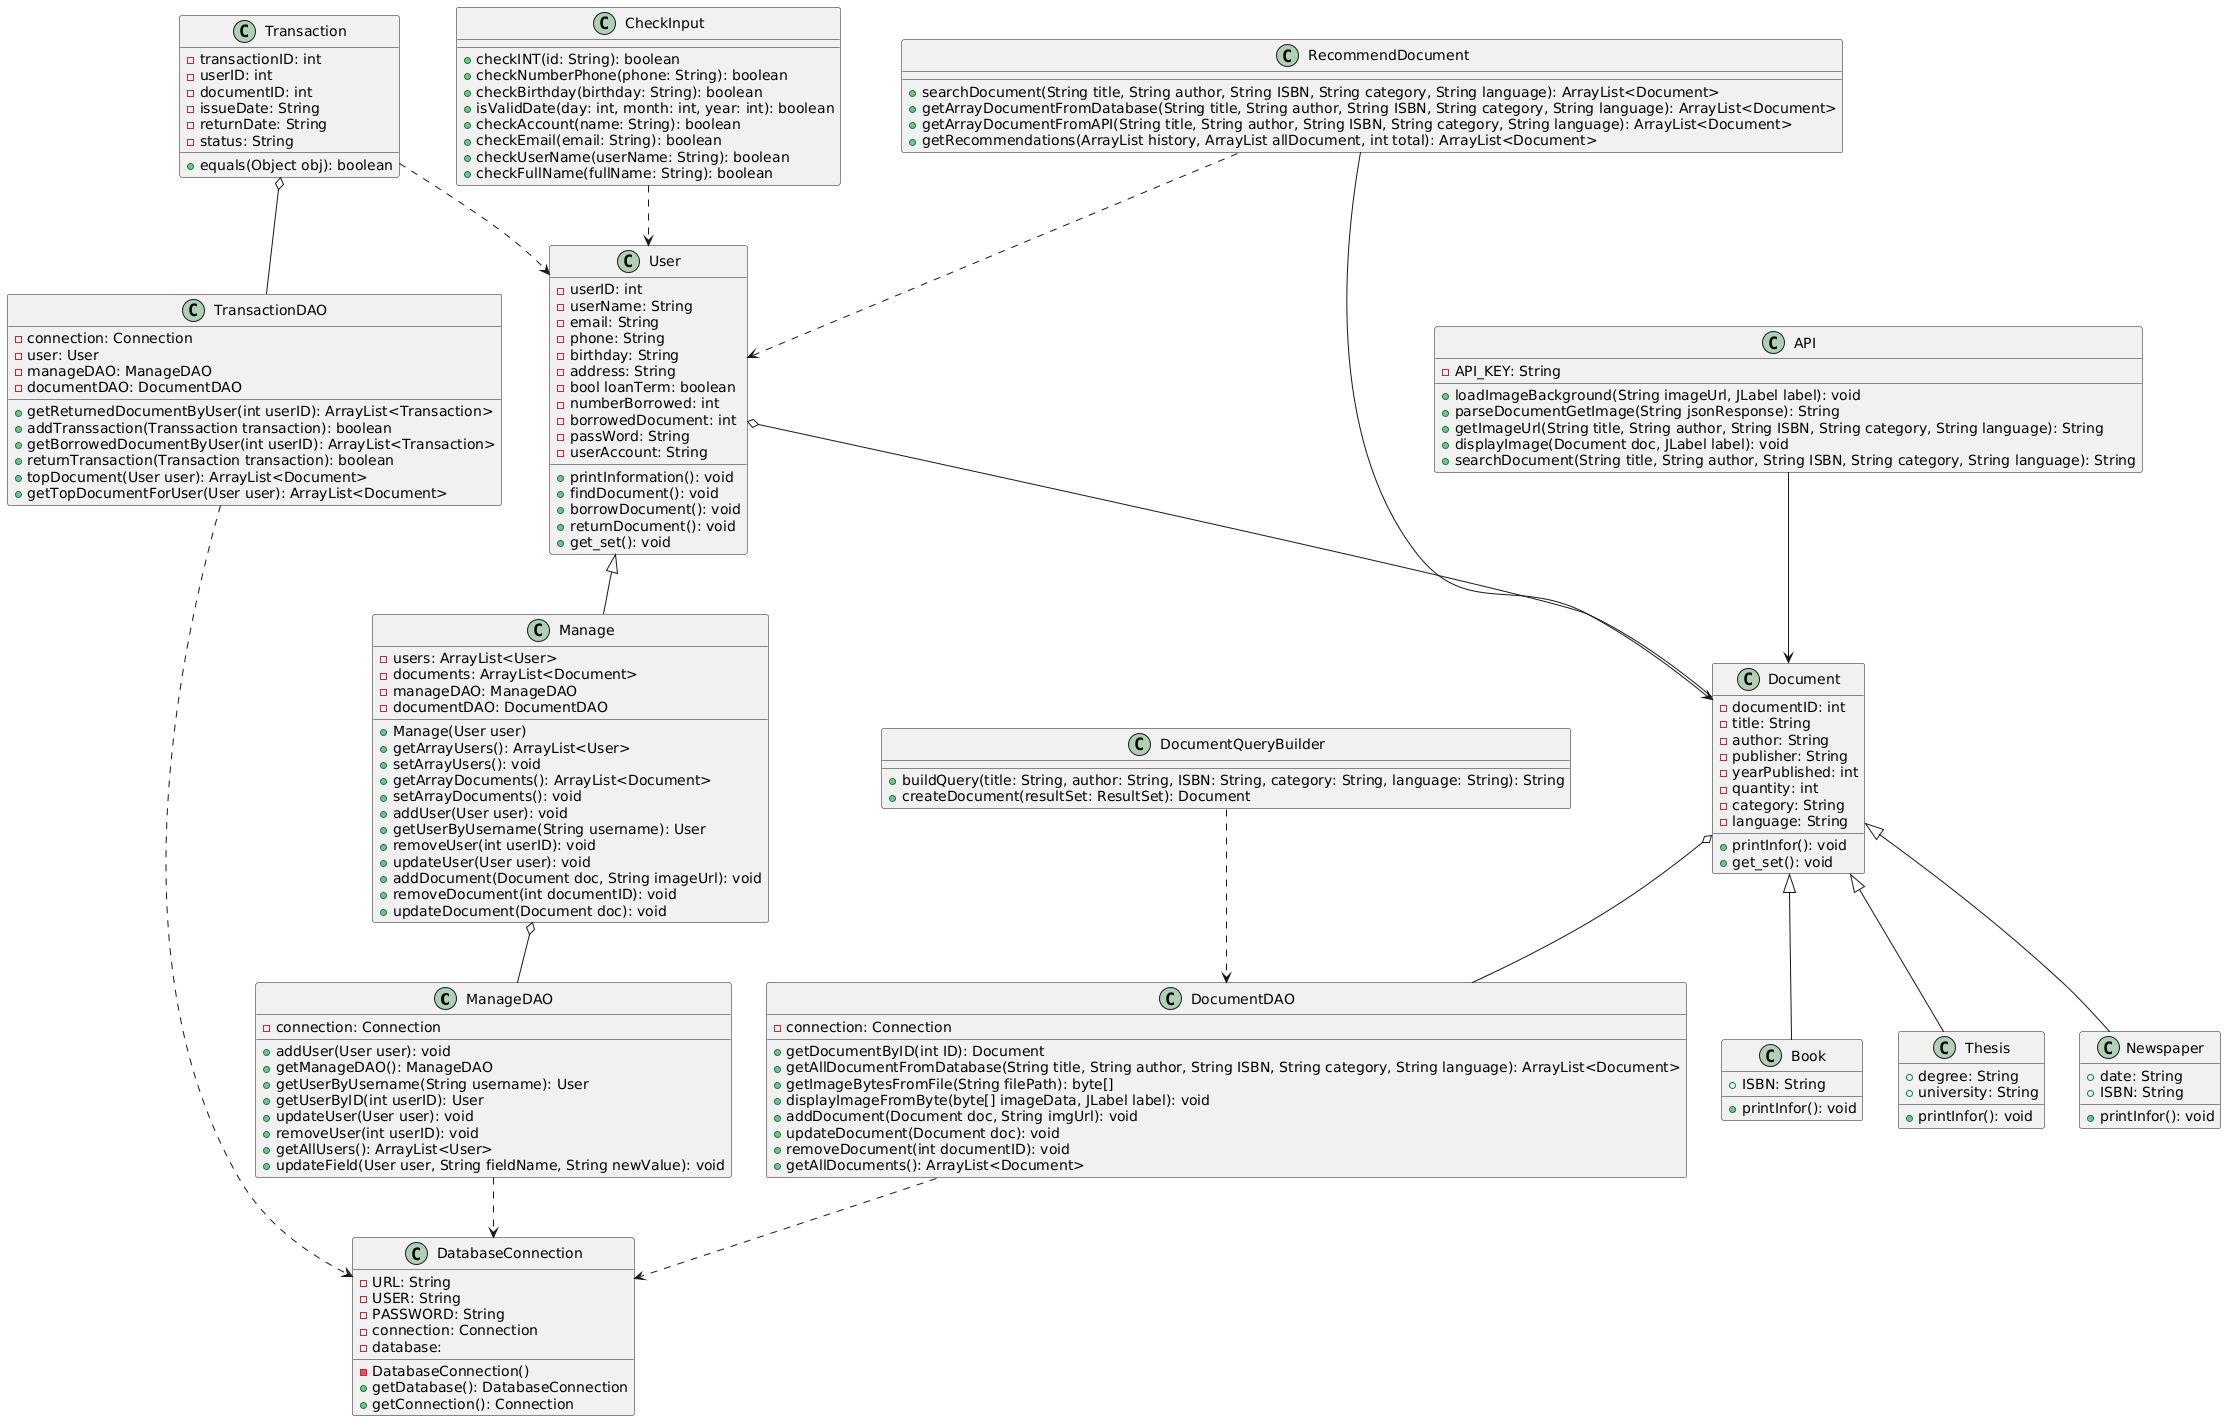 C Transaction
transactionID: int
userID: int
documentID: int
issueDate: String
returnDate: String
status: String
equals(Object obj): boolean
C CheckInput
checkINT(id: String): boolean
checkNumberPhone(phone: String): boolean
checkBirthday(birthday: String): boolean
isValidDate(day: int, month: int, year: int): boolean
checkAccount(name: String): boolean
checkEmail(email: String): boolean
checkUserName(userName: String): boolean
checkFullName(fullName: String): boolean
C RecommendDocument
searchDocument(String title, String author, String ISBN, String category, String language): ArrayList<Document>
getArrayDocumentFromDatabase(String title, String author, String ISBN, String category, String language): ArrayList<Document>
getArrayDocumentFromAPI(String title, String author, String ISBN, String category, String language): ArrayList<Document>
getRecommendations(ArrayList history, ArrayList allDocument, int total): ArrayList<Document>
C TransactionDAO
connection: Connection
user: User
manageDAO: ManageDAO
documentDAO: DocumentDAO
getReturnedDocumentByUser(int userID): ArrayList<Transaction>
addTranssaction(Transsaction transaction): boolean
getBorrowedDocumentByUser(int userID): ArrayList<Transaction>
returnTransaction(Transaction transaction): boolean
topDocument(User user): ArrayList<Document>
getTopDocumentForUser(User user): ArrayList<Document>
C User
userID: int
userName: String
email: String
phone: String
birthday: String
address: String
bool loanTerm: boolean
numberBorrowed: int
borrowedDocument: int
passWord: String
userAccount: String
printInformation(): void
findDocument(): void
borrowDocument(): void
returnDocument(): void
get_set(): void
C API
API_KEY: String
loadImageBackground(String imageUrl, JLabel label): void
parseDocumentGetImage(String jsonResponse): String
getImageUrl(String title, String author, String ISBN, String category, String language): String
displayImage(Document doc, JLabel label): void
searchDocument(String title, String author, String ISBN, String category, String language): String
C Manage
users: ArrayList<User>
documents: ArrayList<Document>
manageDAO: ManageDAO
documentDAO: DocumentDAO
Manage(User user)
getArrayUsers(): ArrayList<User>
setArrayUsers(): void
getArrayDocuments(): ArrayList<Document>
setArrayDocuments(): void
addUser(User user): void
getUserByUsername(String username): User
removeUser(int userID): void
updateUser(User user): void
addDocument(Document doc, String imageUrl): void
removeDocument(int documentID): void
updateDocument(Document doc): void
C DocumentQueryBuilder
buildQuery(title: String, author: String, ISBN: String, category: String, language: String): String
createDocument(resultSet: ResultSet): Document
C Document
documentID: int
title: String
author: String
publisher: String
yearPublished: int
quantity: int
category: String
language: String
printInfor(): void
get_set(): void
C ManageDAO
connection: Connection
addUser(User user): void
getManageDAO(): ManageDAO
getUserByUsername(String username): User
getUserByID(int userID): User
updateUser(User user): void
removeUser(int userID): void
getAllUsers(): ArrayList<User>
updateField(User user, String fieldName, String newValue): void
C DocumentDAO
connection: Connection
getDocumentByID(int ID): Document
getAllDocumentFromDatabase(String title, String author, String ISBN, String category, String language): ArrayList<Document>
getImageBytesFromFile(String filePath): byte[]
displayImageFromByte(byte[] imageData, JLabel label): void
addDocument(Document doc, String imgUrl): void
updateDocument(Document doc): void
removeDocument(int documentID): void
getAllDocuments(): ArrayList<Document>
C Book
ISBN: String
printInfor(): void
C Thesis
degree: String
university: String
printInfor(): void
C Newspaper
date: String
ISBN: String
printInfor(): void
C DatabaseConnection
URL: String
USER: String
PASSWORD: String
connection: Connection
database:
DatabaseConnection()
getDatabase(): DatabaseConnection
getConnection(): Connection